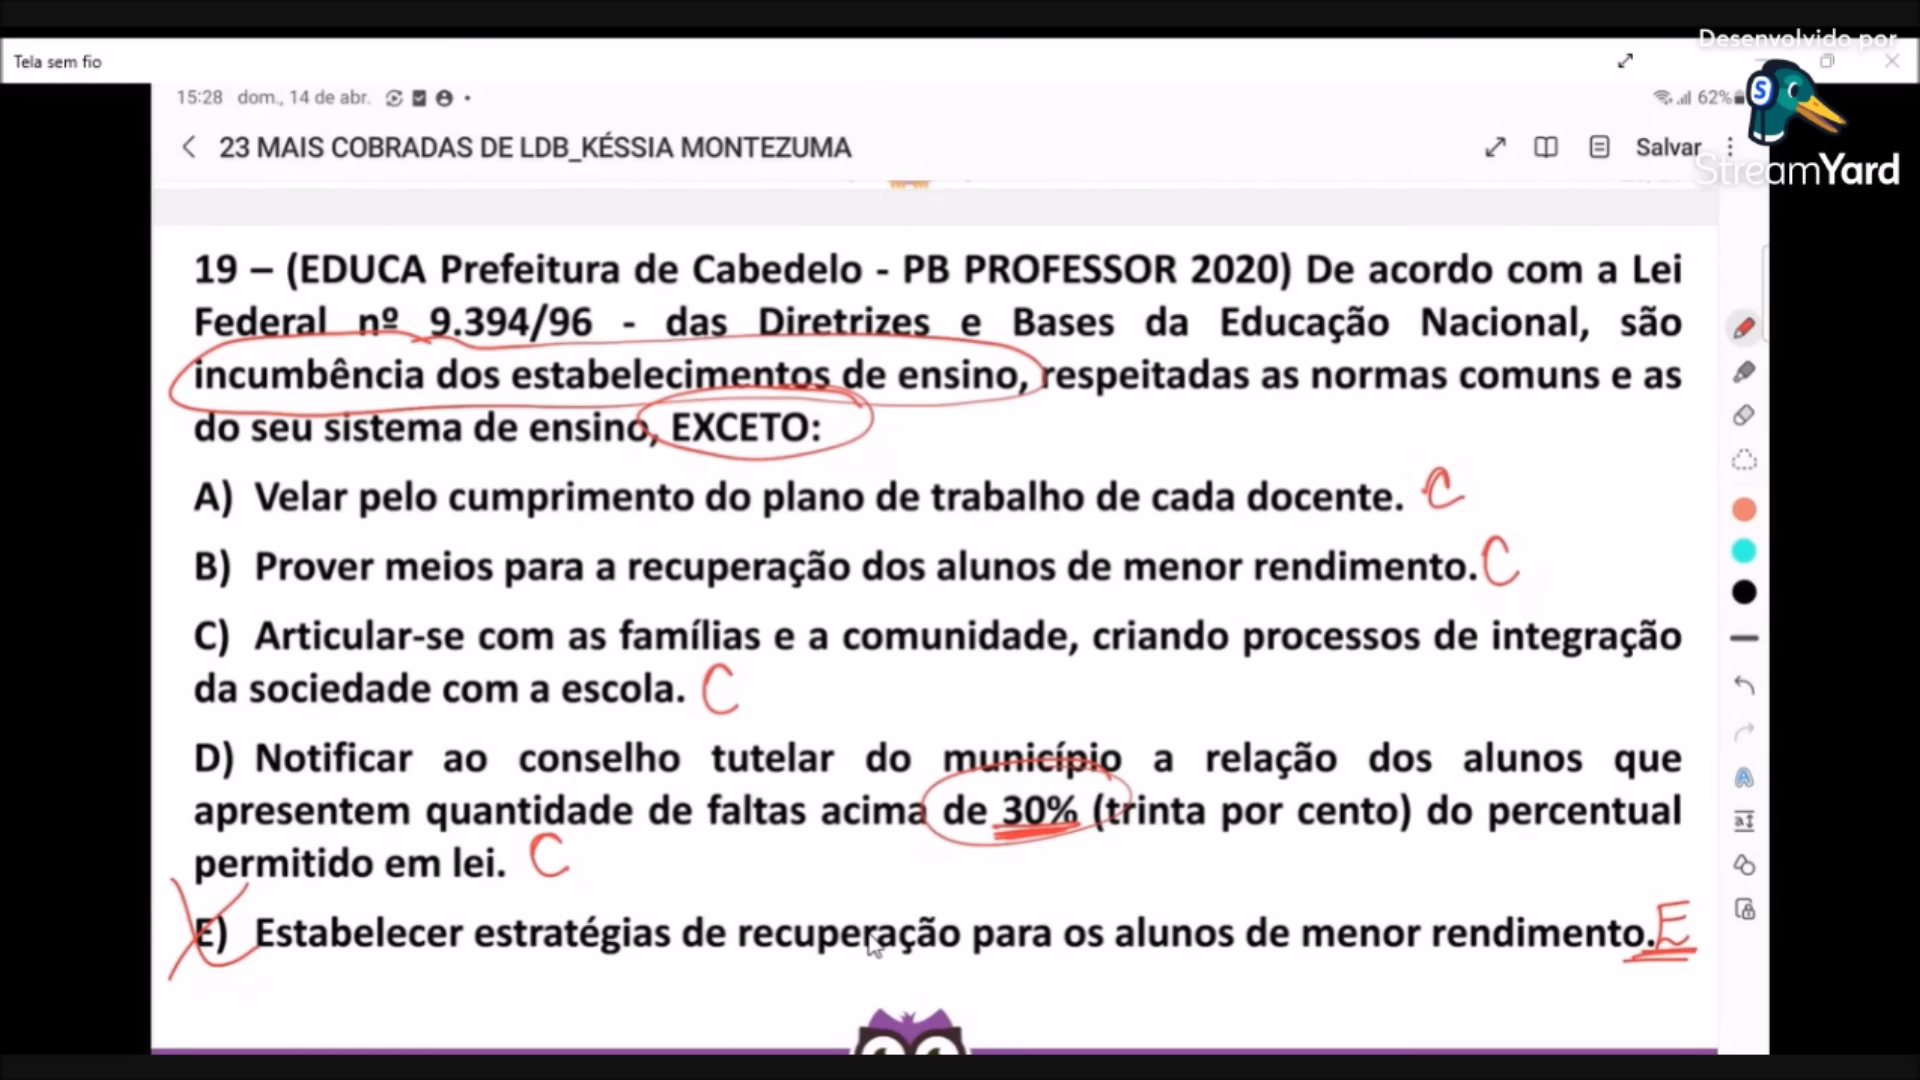 Desenvolvido por
Tela sem fio
15:28 dom., 14 de abr.
62%
23 MAIS COBRADAS DE LDB_KÉSSIA MONTEZUMA
Salvar
S
StreamYard
19 – (EDUCA Prefeitura de Cabedelo - PB PROFESSOR 2020) De acordo com a Lei
Federal nº 9.394/96 - das Diretrizes e Bases da Educação Nacional, são
incumbência dos estabelecimentos de ensino, respeitadas as normas comuns e as
do seu sistema de ensino, EXCETO:
A) Velar pelo cumprimento do plano de trabalho de cada docente. C
B) Prover meios para a recuperação dos alunos de menor rendimento. C
C) Articular-se com as famílias e a comunidade, criando processos de integração
da sociedade com a escola. C
D) Notificar ao conselho tutelar do município a relação dos alunos que
apresentem quantidade de faltas acima de 30% (trinta por cento) do percentual
permitido em lei. C
E) Estabelecer estratégias de recuperação para os alunos de menor rendimento. E